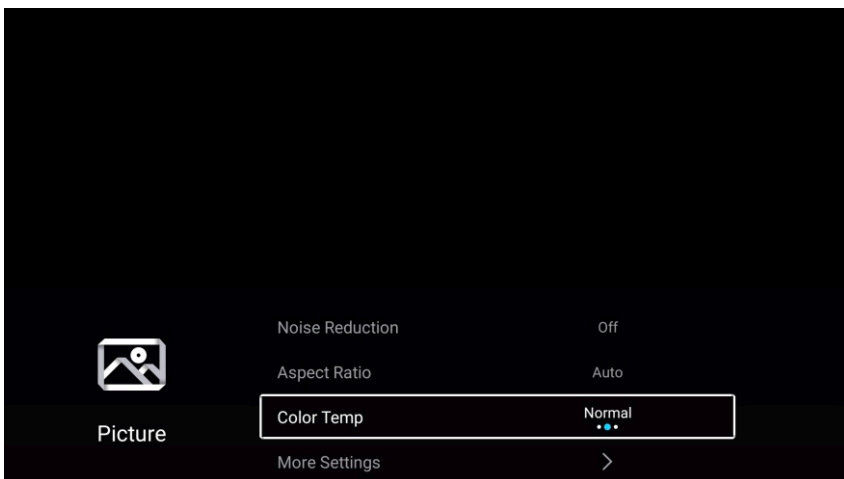 Noise Reduction Off
Aspect Ratio Auto
Color Temp Normal
Picture
More Settings